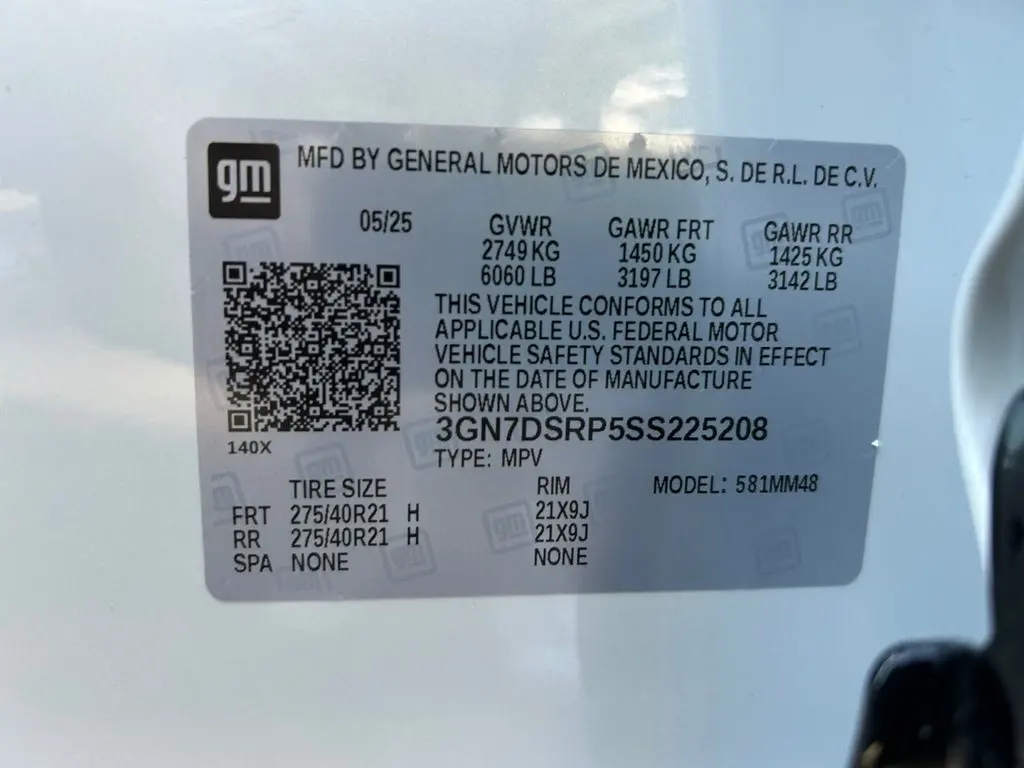 gm MFD BY GENERAL MOTORS DE MEXICO, S. DE R.L. DE C.V.
05/25 GVWR GAWR FRT GAWR RR
2749 KG 1450 KG 1425 KG
6060 LB 3197 LB 3142 LB
THIS VEHICLE CONFORMS TO ALL
APPLICABLE U.S. FEDERAL MOTOR
VEHICLE SAFETY STANDARDS IN EFFECT
ON THE DATE OF MANUFACTURE
SHOWN ABOVE.
3GN7DSRP5SS225208
140X
TYPE: MPV
TIRE SIZE RIM MODEL: 581MM48
FRT 275/40R21 H 21X9J
RR 275/40R21 H 21X9J
SPA NONE NONE